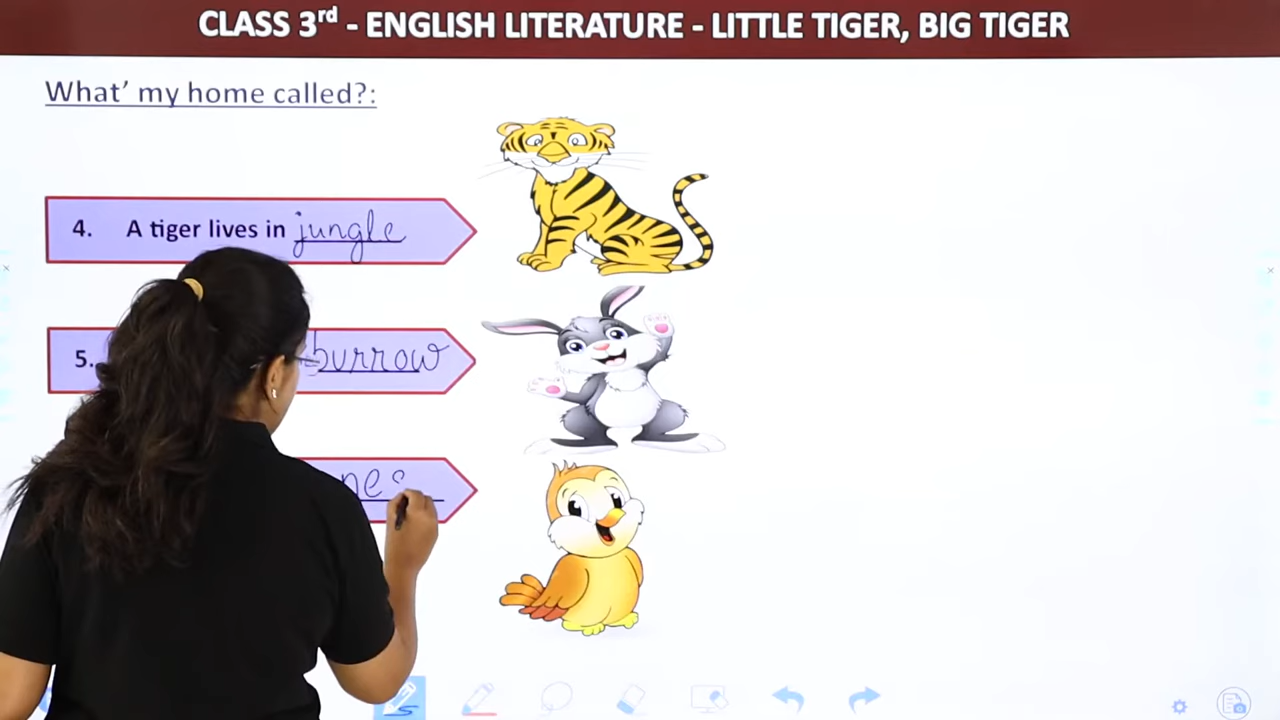 CLASS 3rd - ENGLISH LITERATURE - LITTLE TIGER, BIG TIGER
What' my home called?:
4. A tiger lives in jungle
5. burrow
nes